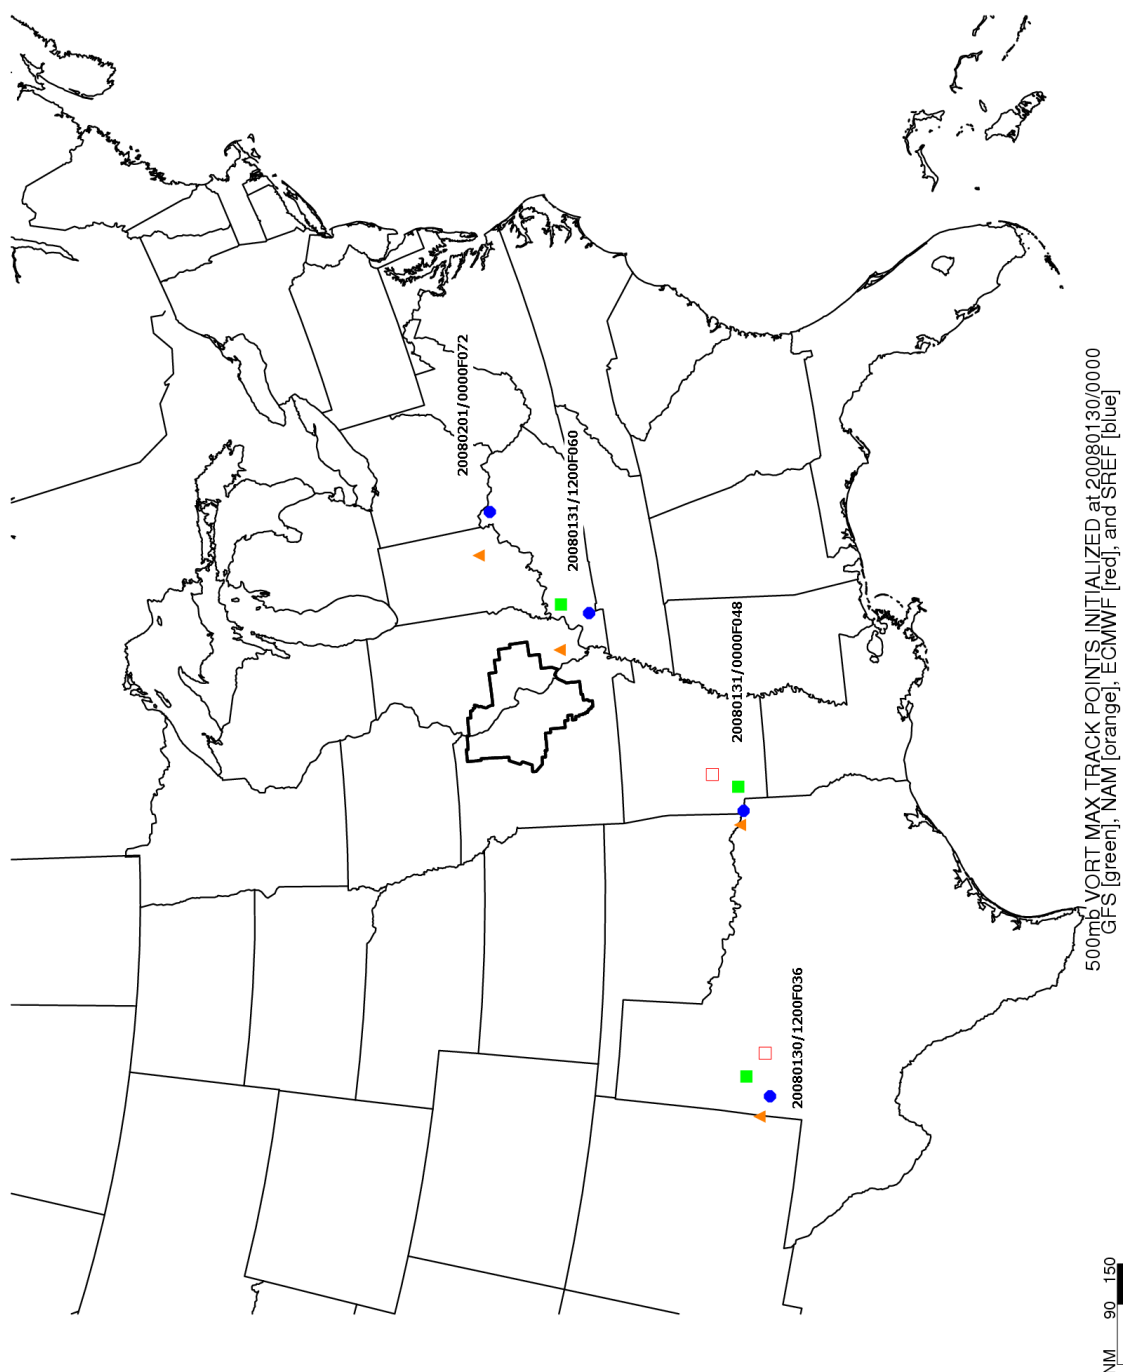 20080201/0000F072
20080131/1200F060
20080131/0000F048
20080130/1200F036
500mb VORT MAX TRACK POINTS INITIALIZED at 20080130/0000
GFS [green], NAM [orange], ECMWF [red], and SREF [blue]
NM 90 150